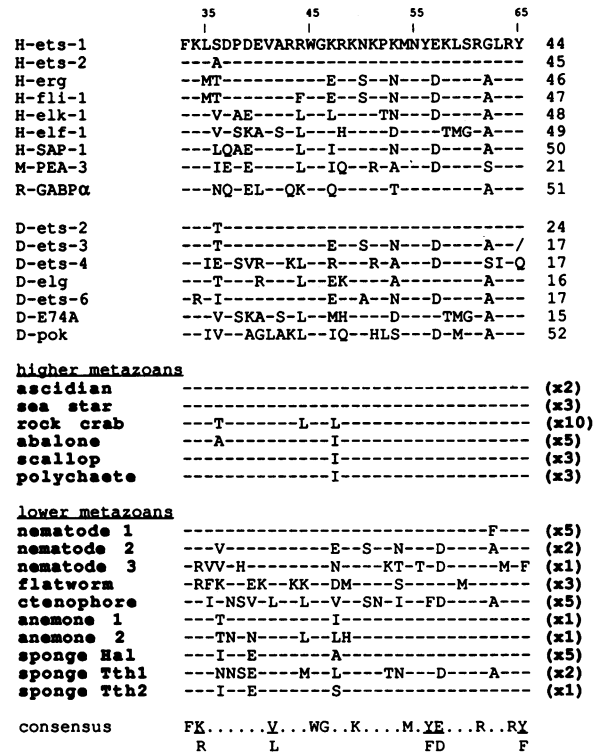 35 45 55 65
H-ets-1 FKLSDPDEVARRWGKRKNKPKMNYEKLSRGLRY 44
H-ets-2 ---A----------------------------- 45
H-erg --MT----------E--S--N---D----A--- 46
H-fli-1 --MT-------F--E--S--N---D----A--- 47
H-elk-1 ---V-AE----L--L----TN---D----A--- 48
H-elf-1 ---V-SKA-S-L---H----D----TMG-A--- 49
H-SAP-1 ---LQAE----L--I-----N---D----A--- 50
M-PEA-3 ---IE-E----L--IQ--R-A---D----S--- 21
R-GABPα ---NQ-EL--QK--Q-----T--------A--- 51
D-ets-2 ---T----------------------------- 24
D-ets-3 ---T----------E--S--N---D----A--/ 17
D-ets-4 --IE-SVR--KL--R---R-A---D----SI-Q 17
D-elg ---T---R---L--EK----A---D----A--- 16
D-ets-6 -R-I----------E--A--N---D----A--- 17
D-E74A ---V-SKA-S-L--MH----D----TMG-A--- 15
D-pok --IV--AGLAKL--IQ--HLS---D-M--A--- 52
higher metazoans
ascidian --------------------------------- (x2)
sea star --------------------------------- (x3)
rock crab ---T-------L--L------------------ (x10)
abalone ---A----------I------------------ (x5)
scallop --------------I------------------ (x3)
polychaete --------------I------------------ (x3)
lower metazoans
nematode 1 -----------------------------F--- (x5)
nematode 2 ---V----------E--S--N---D----A--- (x2)
nematode 3 -RVV-H--------N----KT-T-D-----M-F (x1)
flatworm -RFK--EK--KK--DM----S-----M------ (x3)
ctenophore --I-NSV-L--L--V--SN-I--FD----A--- (x5)
anemone 1 ---T----------I------------------ (x1)
anemone 2 ---TN-N----L--LH----------------- (x1)
sponge Hal ---I--E-------A------------------ (x5)
sponge Tth1 ---NNSE----M--L----TN---D----A--- (x2)
sponge Tth2 ---I--E-------S------------------ (x1)
consensus FK......V...WG..K....M.YE...R..RY
R L FD F